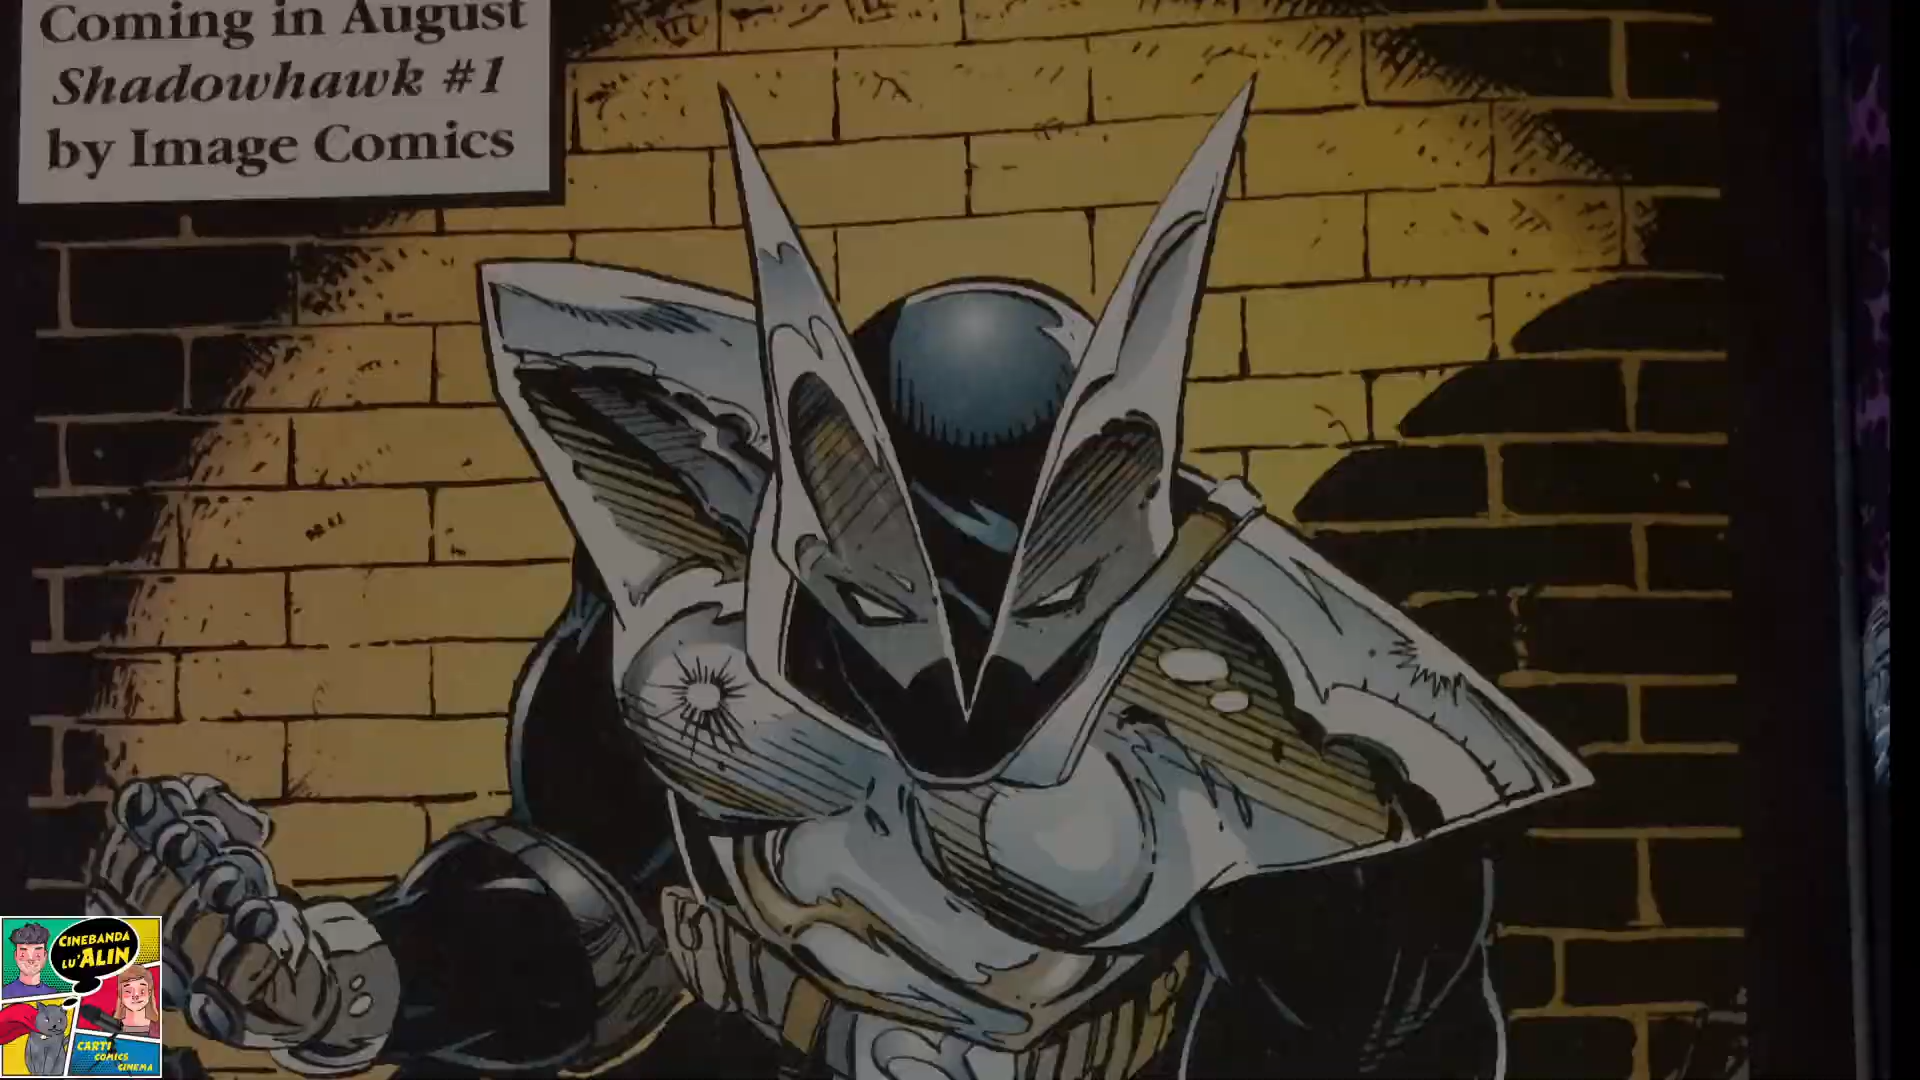 Coming in August
Shadowhawk #1
by Image Comics
CINEBANDA
LU'ALIN
CARTI
COMICS
CINEMA